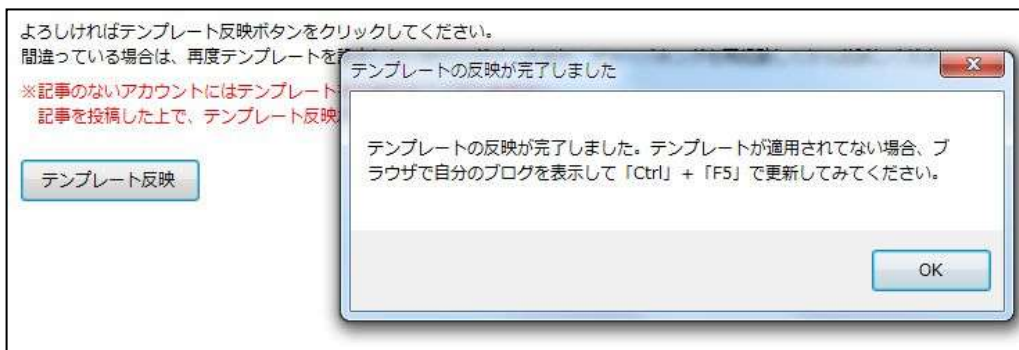 よろしければテンプレート反映ボタンをクリックしてください。
間違っている場合は、再度テンプレートを
※記事のないアカウントにはテンプレート
記事を投稿した上で、テンプレート反映
テンプレート反映
テンプレートの反映が完了しました
テンプレートの反映が完了しました。テンプレートが適用されてない場合、ブ
ラウザで自分のブログを表示して「Ctrl」+「F5」で更新してみてください。
OK